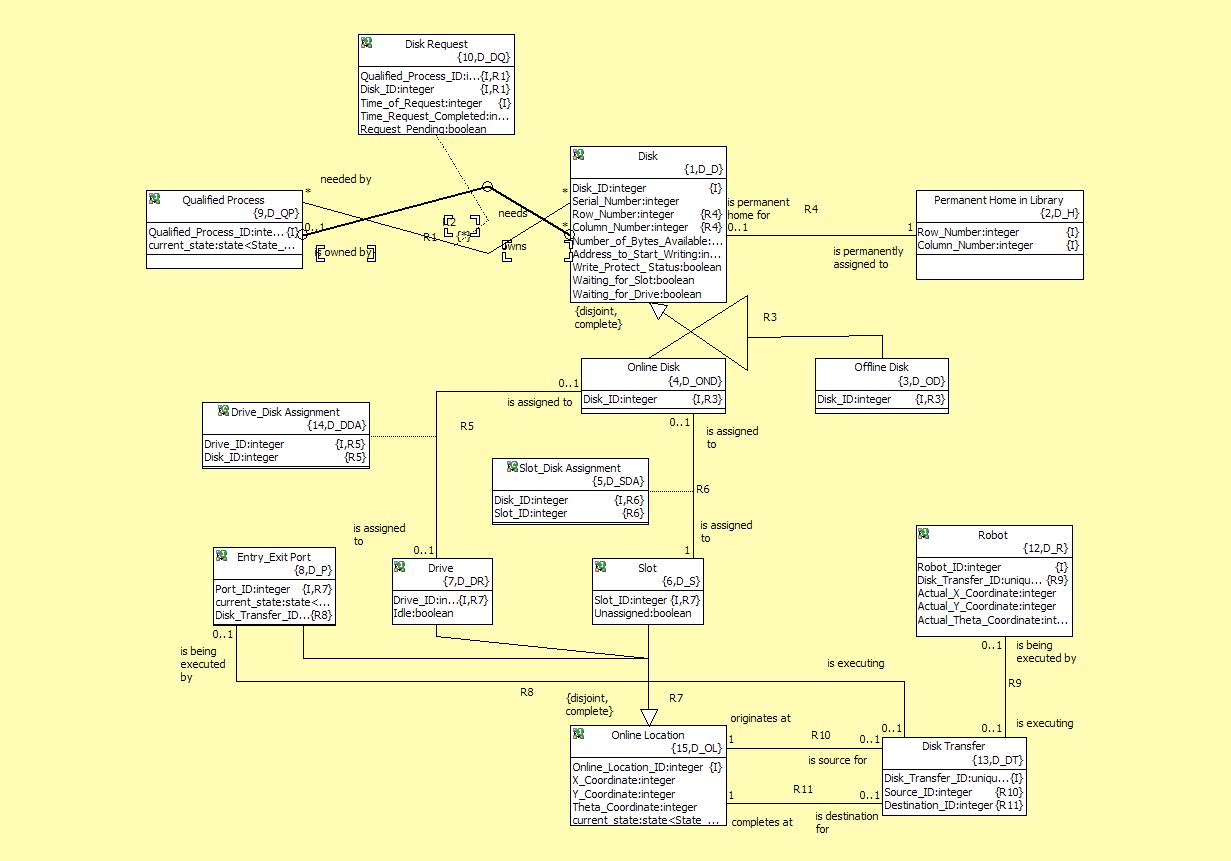 Disk Request
{10,D_DQ}
Qualified_Process_ID:i...{I,R1}
Disk_ID:integer {I,R1}
Time_of_Request:integer {I}
Time_Request_Completed:in...
Request_Pending:boolean
Disk
{1,D_D}
Disk_ID:integer {I}
Serial_Number:integer
Row_Number:integer {R4}
Column_Number:integer {R4}
Number_of_Bytes_Available:...
Address_to_Start_Writing:in...
Write_Protect_ Status:boolean
Waiting_for_Slot:boolean
Waiting_for_Drive:boolean
needed by
*
*
Qualified Process
{9,D_QP}
Qualified_Process_ID:inte... {I}
current_state:state<State_...
0..1
is owned by
R1
{*}
needs
*
owns
is permanent
home for
0..1
R4
1
is permanently
assigned to
Permanent Home in Library
{2,D_H}
Row_Number:integer {I}
Column_Number:integer {I}
{disjoint,
complete}
R3
Online Disk
{4,D_OND}
Disk_ID:integer {I,R3}
Offline Disk
{3,D_OD}
Disk_ID:integer {I,R3}
0..1
is assigned to
Drive_Disk Assignment
{14,D_DDA}
Drive_ID:integer {I,R5}
Disk_ID:integer {R5}
R5
0..1
is assigned
to
Slot_Disk Assignment
{5,D_SDA}
Disk_ID:integer {I,R6}
Slot_ID:integer {R6}
R6
is assigned
to
0..1
is assigned
to
1
Entry_Exit Port
{8,D_P}
Port_ID:integer {I,R7}
current_state:state<...
Disk_Transfer_ID...{R8}
Drive
{7,D_DR}
Drive_ID:in...{I,R7}
Idle:boolean
Slot
{6,D_S}
Slot_ID:integer {I,R7}
Unassigned:boolean
Robot
{12,D_R}
Robot_ID:integer {I}
Disk_Transfer_ID:uniqu... {R9}
Actual_X_Coordinate:integer
Actual_Y_Coordinate:integer
Actual_Theta_Coordinate:int...
0..1
is being
executed
by
0..1
is being
executed by
is executing
R9
R8
{disjoint,
complete}
R7
originates at
0..1
0..1
is executing
Online Location
{15,D_OL}
Online_Location_ID:integer {I}
X_Coordinate:integer
Y_Coordinate:integer
Theta_Coordinate:integer
current_state:state<State_...
1
R10
0..1
is source for
1
R11
0..1
completes at
is destination
for
Disk Transfer
{13,D_DT}
Disk_Transfer_ID:uniqu...{I}
Source_ID:integer {R10}
Destination_ID:integer{R11}